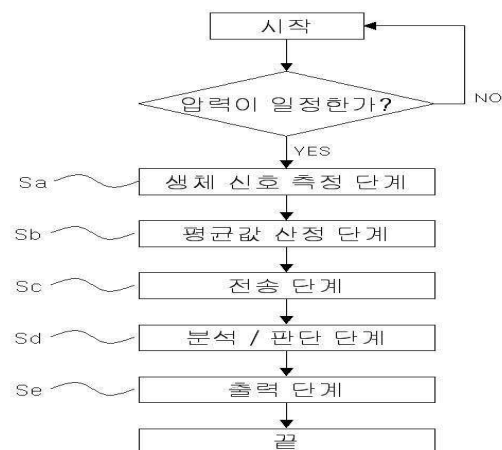 시작
압력이 일정한가?
NO
YES
Sa 생체 신호 측정 단계
Sb 평균값 산정 단계
Sc 전송 단계
Sd 분석 / 판단 단계
Se 출력 단계
끝